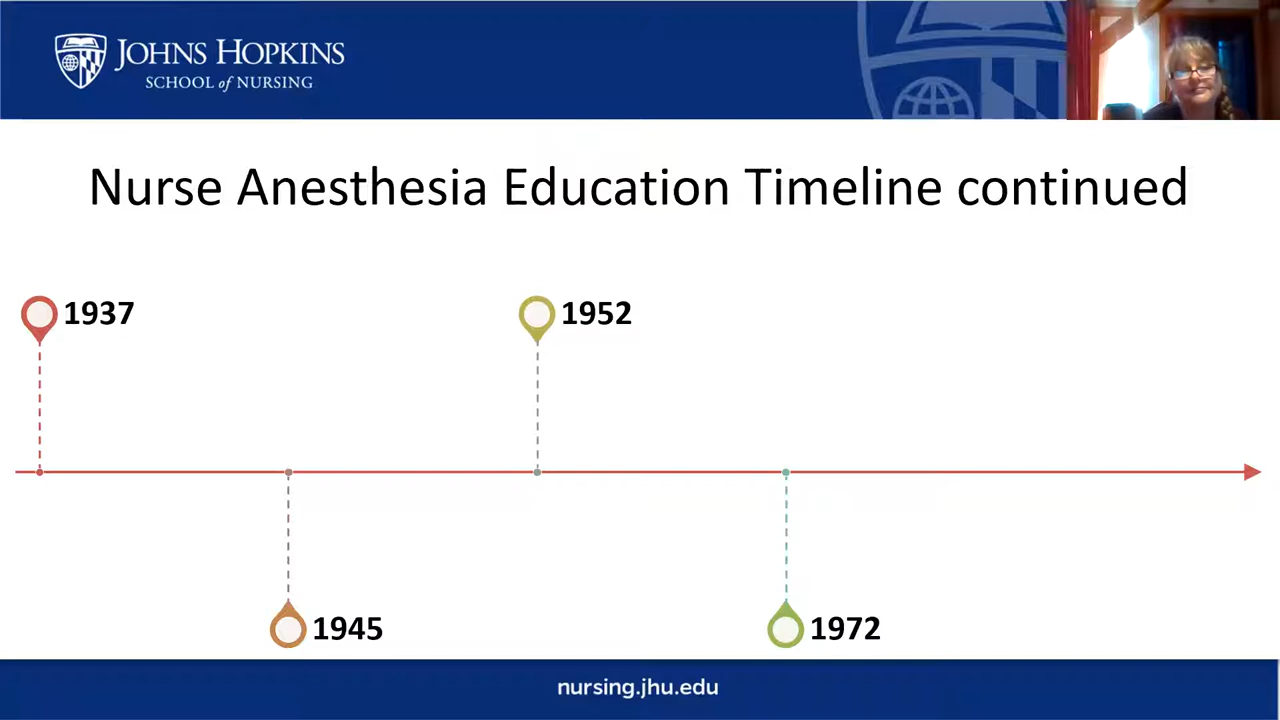 JOHNS HOPKINS
SCHOOL of NURSING
Nurse Anesthesia Education Timeline continued
1937
1952
1945
1972
nursing.jhu.edu